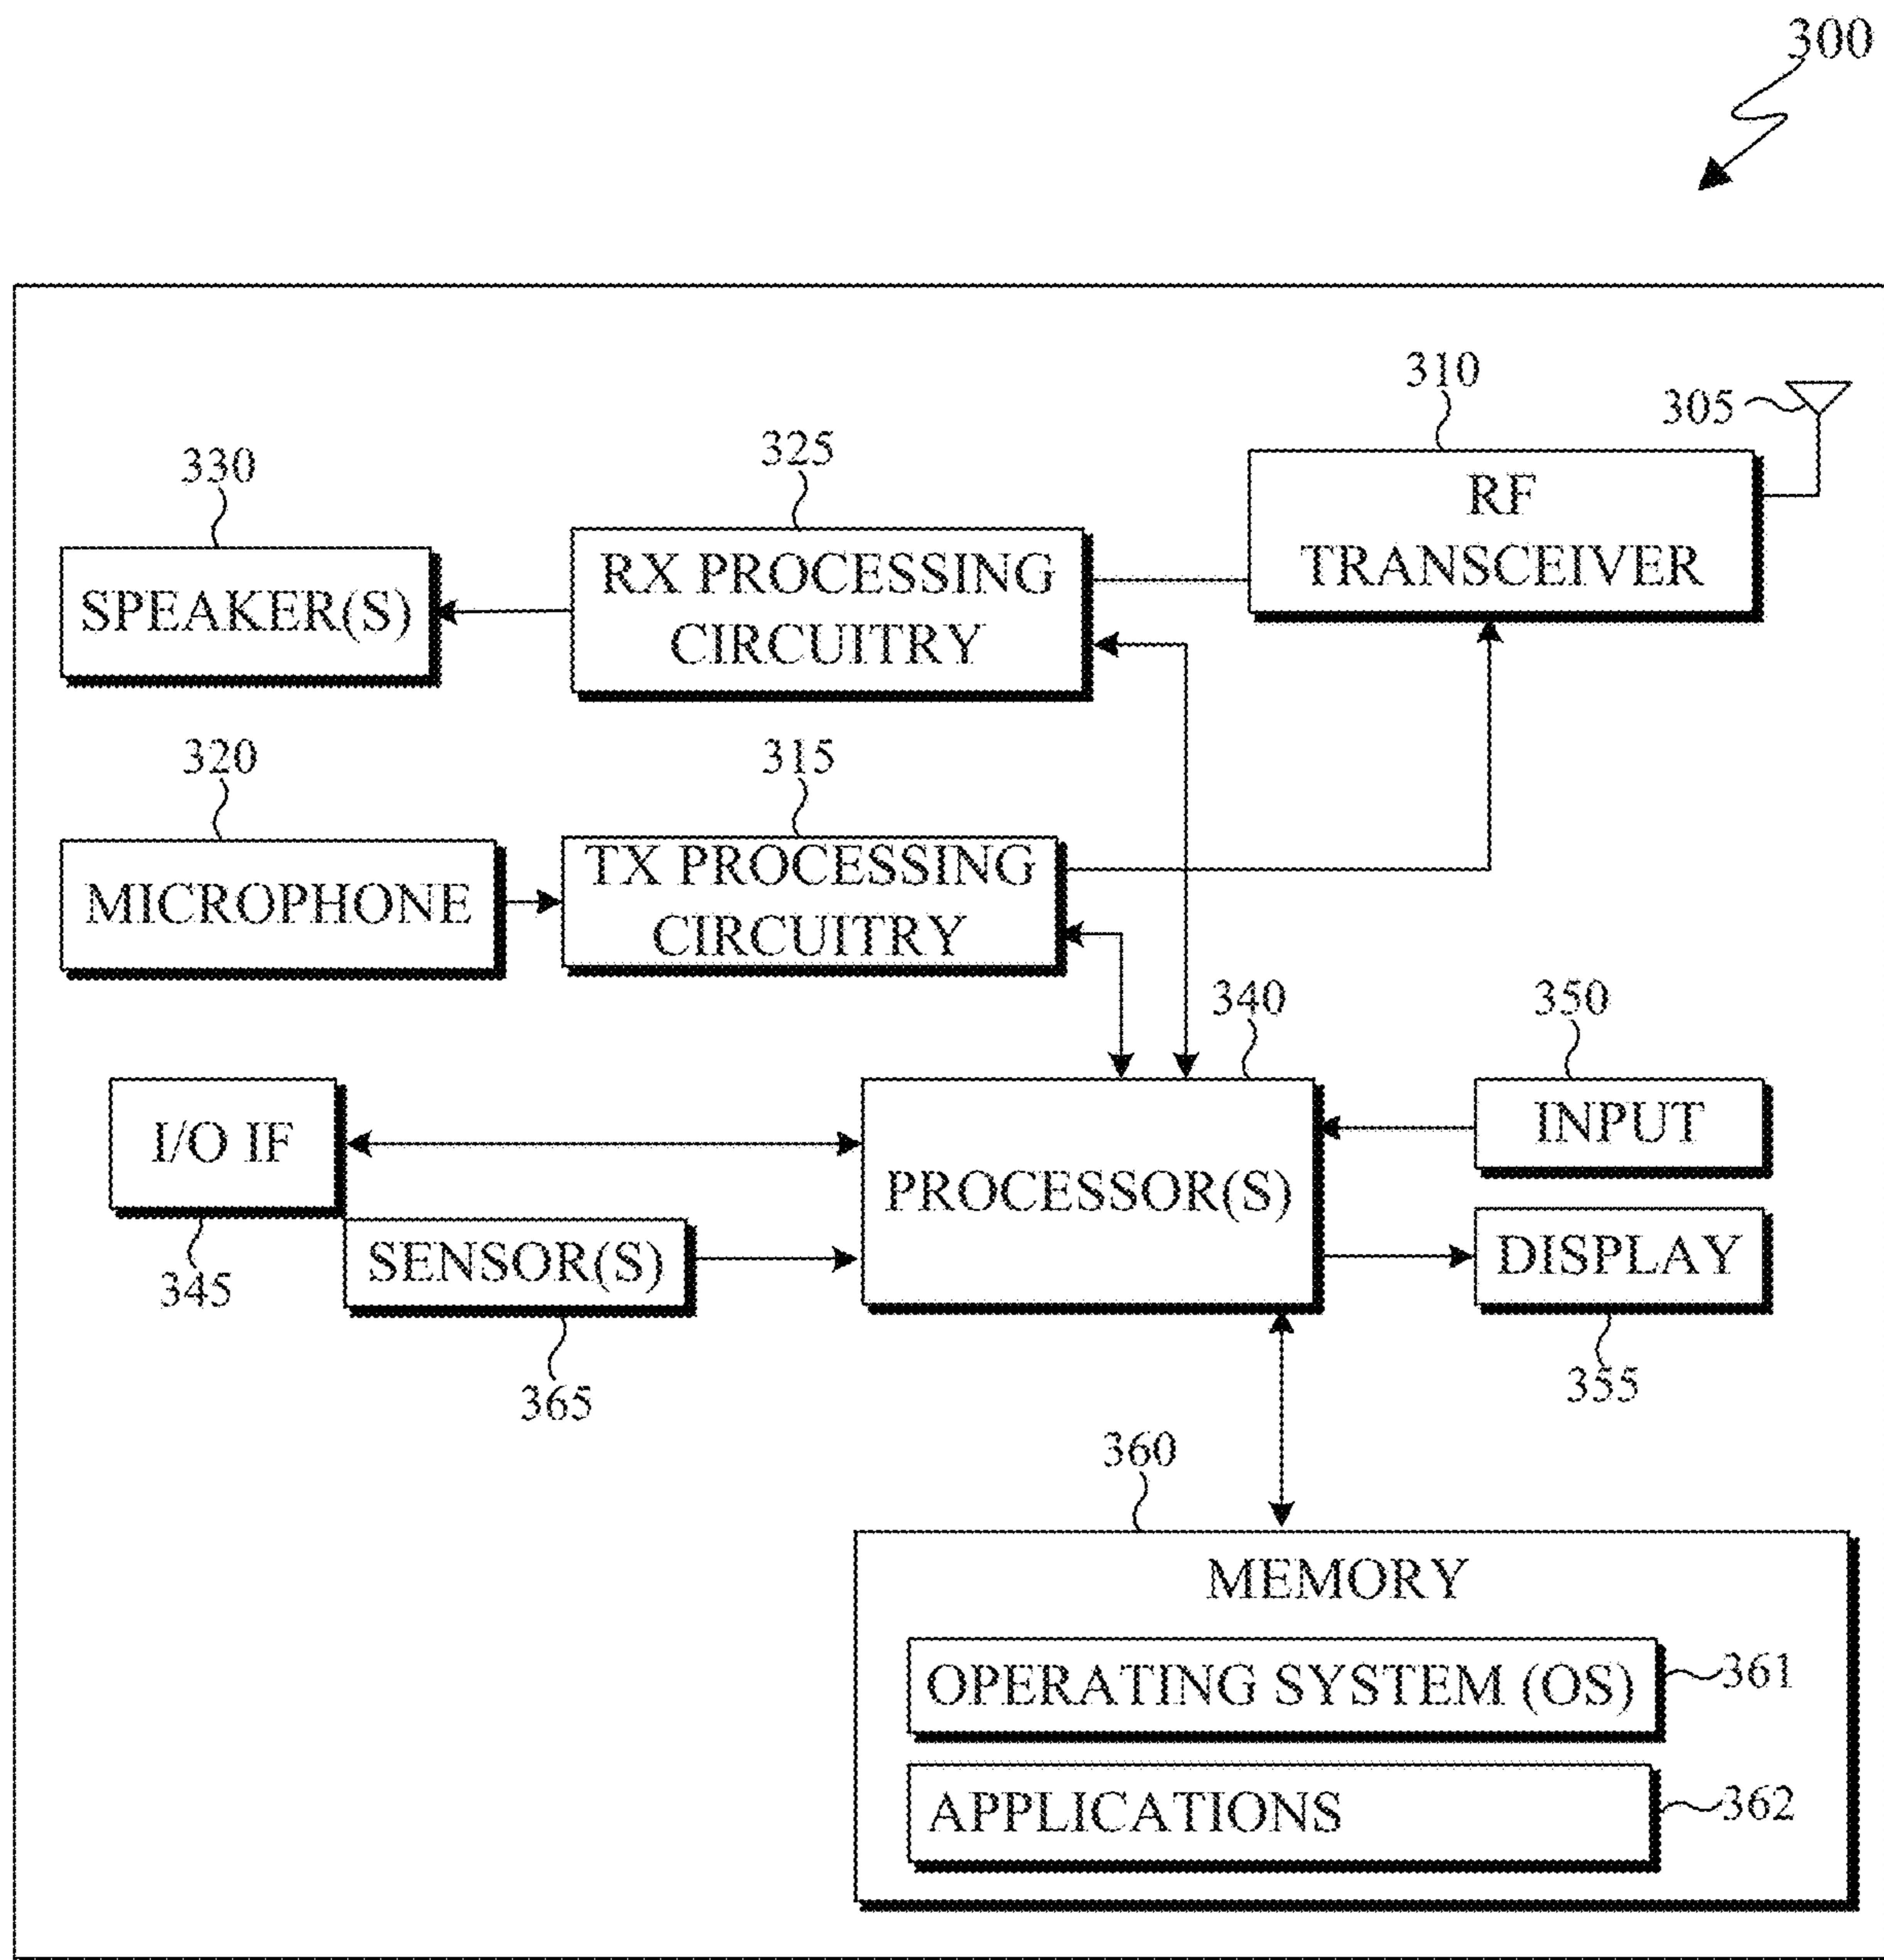 300
310
305
325
330
RF
TRANSCEIVER
RX PROCESSING
CIRCUITRY
SPEAKER(S)
320
315
MICROPHONE
TX PROCESSING
CIRCUITRY
340
350
I/O IF
PROCESSOR(S)
INPUT
SENSOR(S)
DISPLAY
345
365
355
360
MEMORY
OPERATING SYSTEM (OS)
361
APPLICATIONS
362